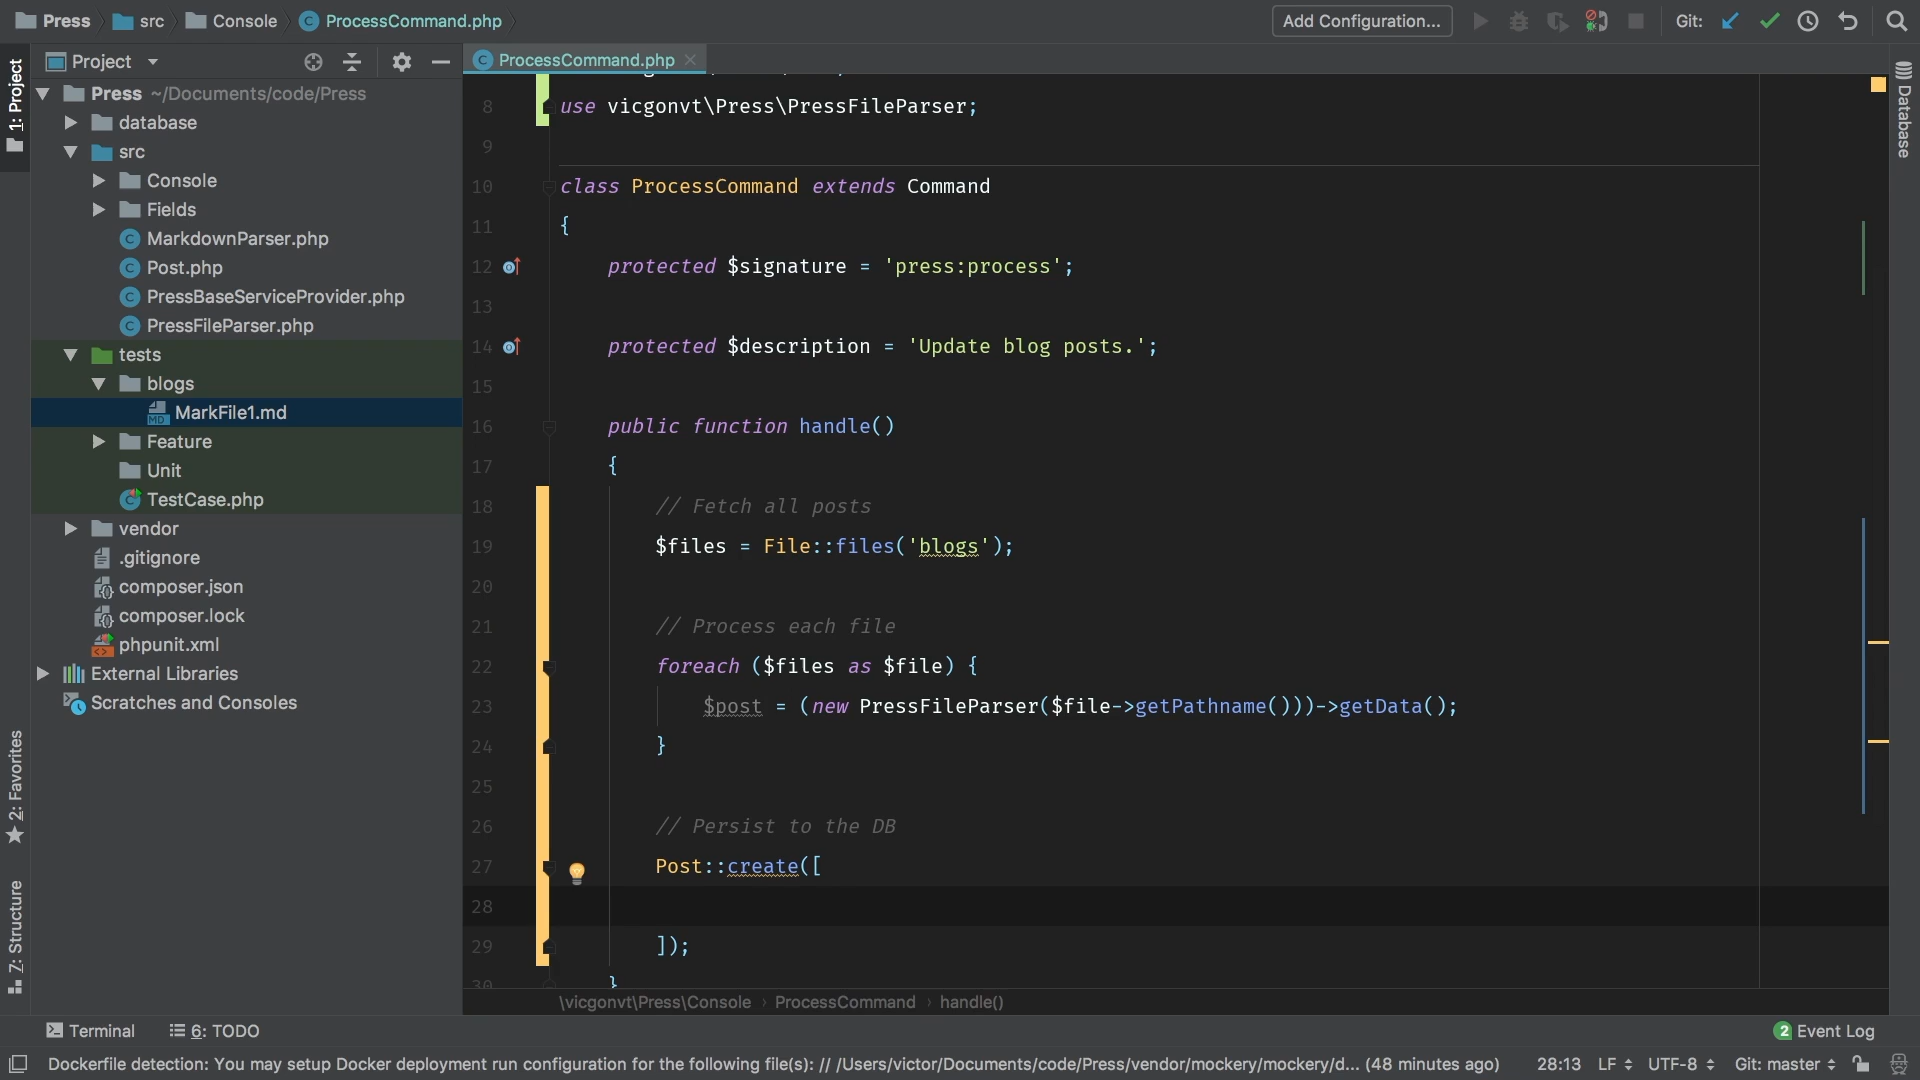 Press src Console ProcessCommand.php Add Configuration... Git:
1: Project
Project
ProcessCommand.php
Database
Press ~/Documents/code/Press
database
src
Console
Fields
MarkdownParser.php
Post.php
PressBaseServiceProvider.php
PressFileParser.php
tests
blogs
MarkFile1.md
Feature
Unit
TestCase.php
vendor
.gitignore
composer.json
composer.lock
phpunit.xml
External Libraries
Scratches and Consoles
2: Favorites
Z: Structure
8 use vicgonvt\Press\PressFileParser;
9
10 class ProcessCommand extends Command
11 {
12 protected $signature = 'press:process';
13
14 protected $description = 'Update blog posts.';
15
16 public function handle()
17 {
18 // Fetch all posts
19 $files = File::files('blogs');
20
21 // Process each file
22 foreach ($files as $file) {
23 $post = (new PressFileParser($file->getPathname()))->getData();
24 }
25
26 // Persist to the DB
27 Post::create([
28
29 ]);
30 }
\vicgonvt\Press\Console › ProcessCommand › handle()
Terminal 6: TODO 2 Event Log
Dockerfile detection: You may setup Docker deployment run configuration for the following file(s): // /Users/victor/Documents/code/Press/vendor/mockery/mockery/d... (48 minutes ago) 28:13 LF UTF-8 Git: master